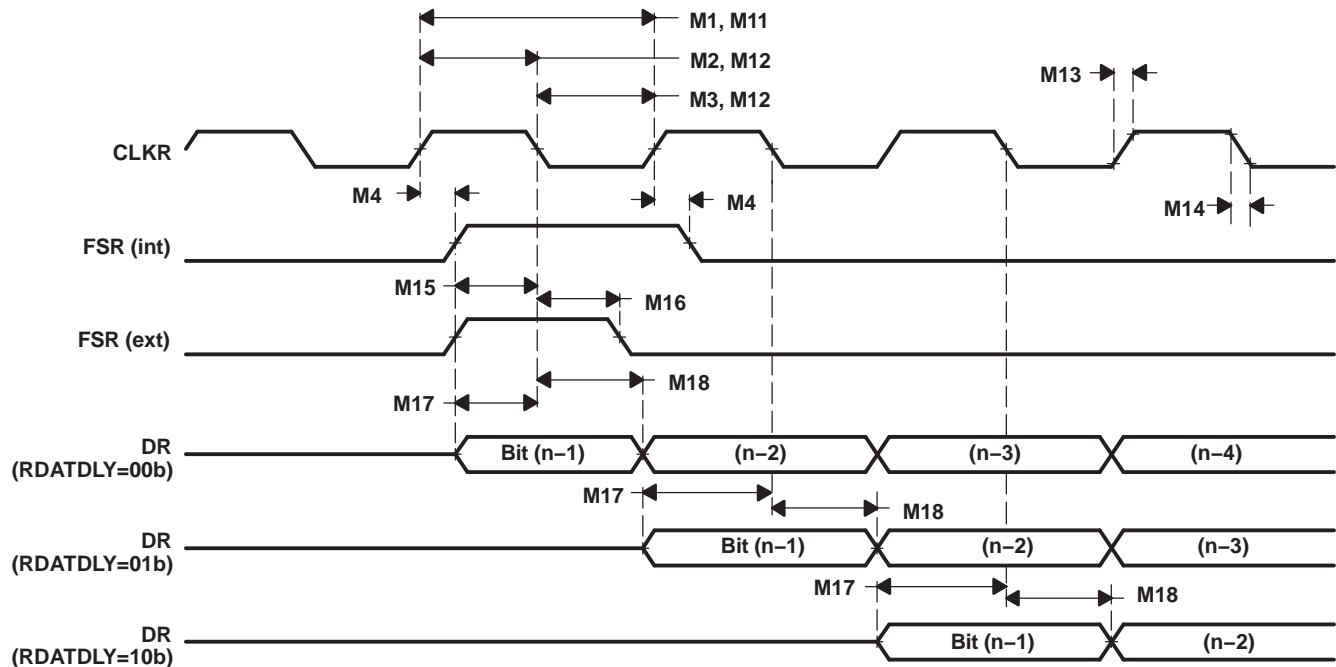 M1, M11
M2, M12
M13
M3, M12
CLKR
M4
M4
M14
FSR (int)
M15
M16
FSR (ext)
M18
M17
DR
(RDATDLY=00b)
Bit (n−1)
(n−2)
(n−3)
(n−4)
M17
M18
DR
(RDATDLY=01b)
Bit (n−1)
(n−2)
(n−3)
M17
M18
DR
(RDATDLY=10b)
Bit (n−1)
(n−2)